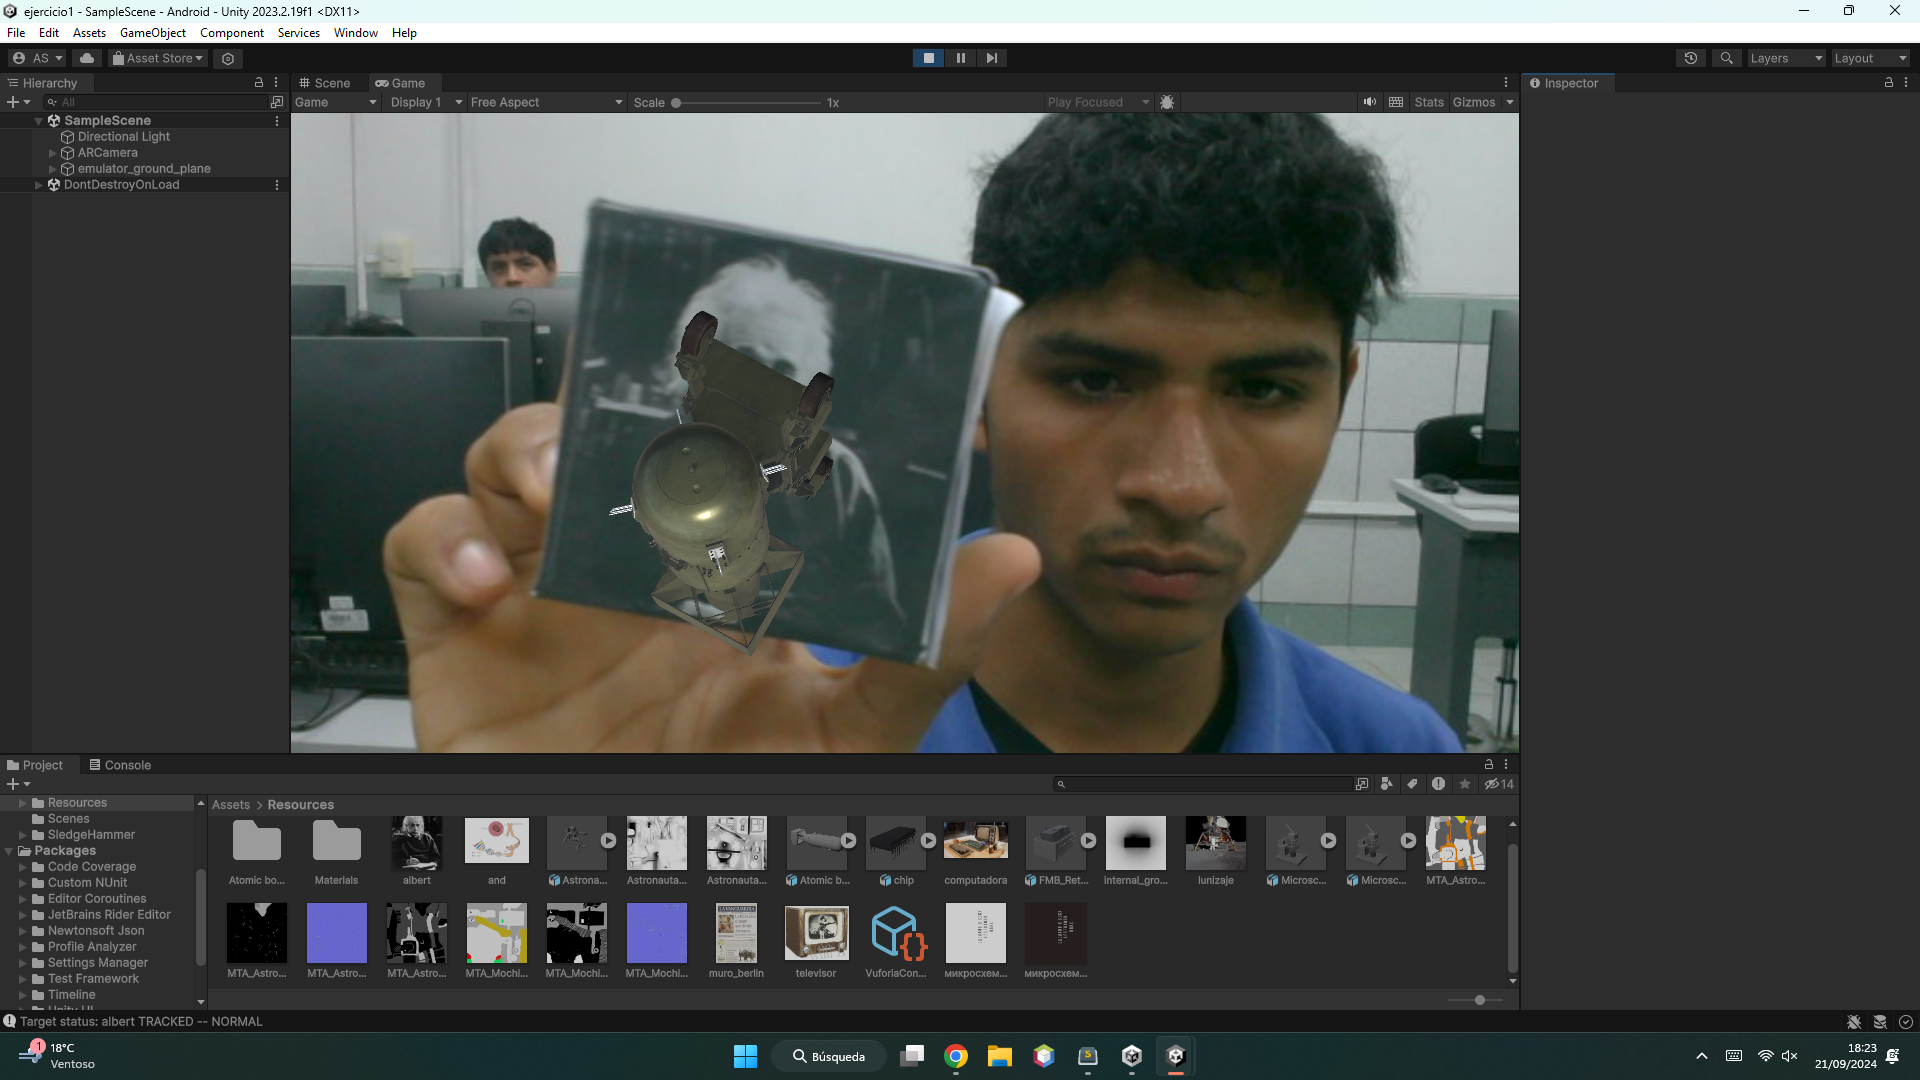 ejercicio1 - SampleScene - Android - Unity 2023.2.19f1 <DX11>
File Edit Assets GameObject Component Services Window Help
AS Asset Store Layers Layout
Hierarchy
All
SampleScene
Directional Light
ARCamera
emulator_ground_plane
DontDestroyOnLoad
Scene Game
Game Display 1 Free Aspect Scale 1x Play Focused Stats Gizmos
Inspector
Project Console
14
Resources
Scenes
SledgeHammer
Packages
Code Coverage
Custom NUnit
Editor Coroutines
JetBrains Rider Editor
Newtonsoft Json
Profile Analyzer
Settings Manager
Test Framework
Timeline
Unity UI
Assets > Resources
Atomic bo... Materials albert and Astrona... Astronauta... Astronauta... Atomic b... chip computadora FMB_Ret... internal_gro... lunizaje Microsc... Microsc... MTA_Astro...
MTA_Astro... MTA_Astro... MTA_Astro... MTA_Mochi... MTA_Mochi... MTA_Mochi... muro_berlin televisor VuforiaCon... микросхем... микросхем...
Target status: albert TRACKED -- NORMAL
1
18°C
Ventoso
Búsqueda
18:23
21/09/2024